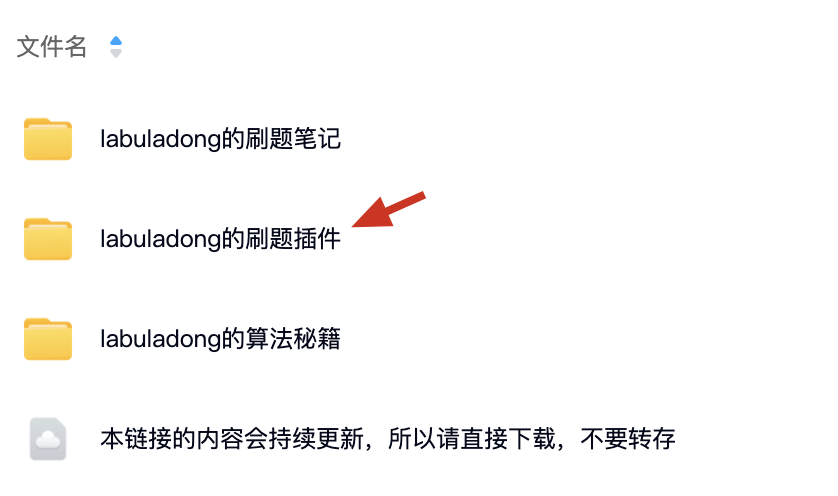 文件名
labuladong的刷题笔记
labuladong的刷题插件
labuladong的算法秘籍
本链接的内容会持续更新，所以请直接下载，不要转存